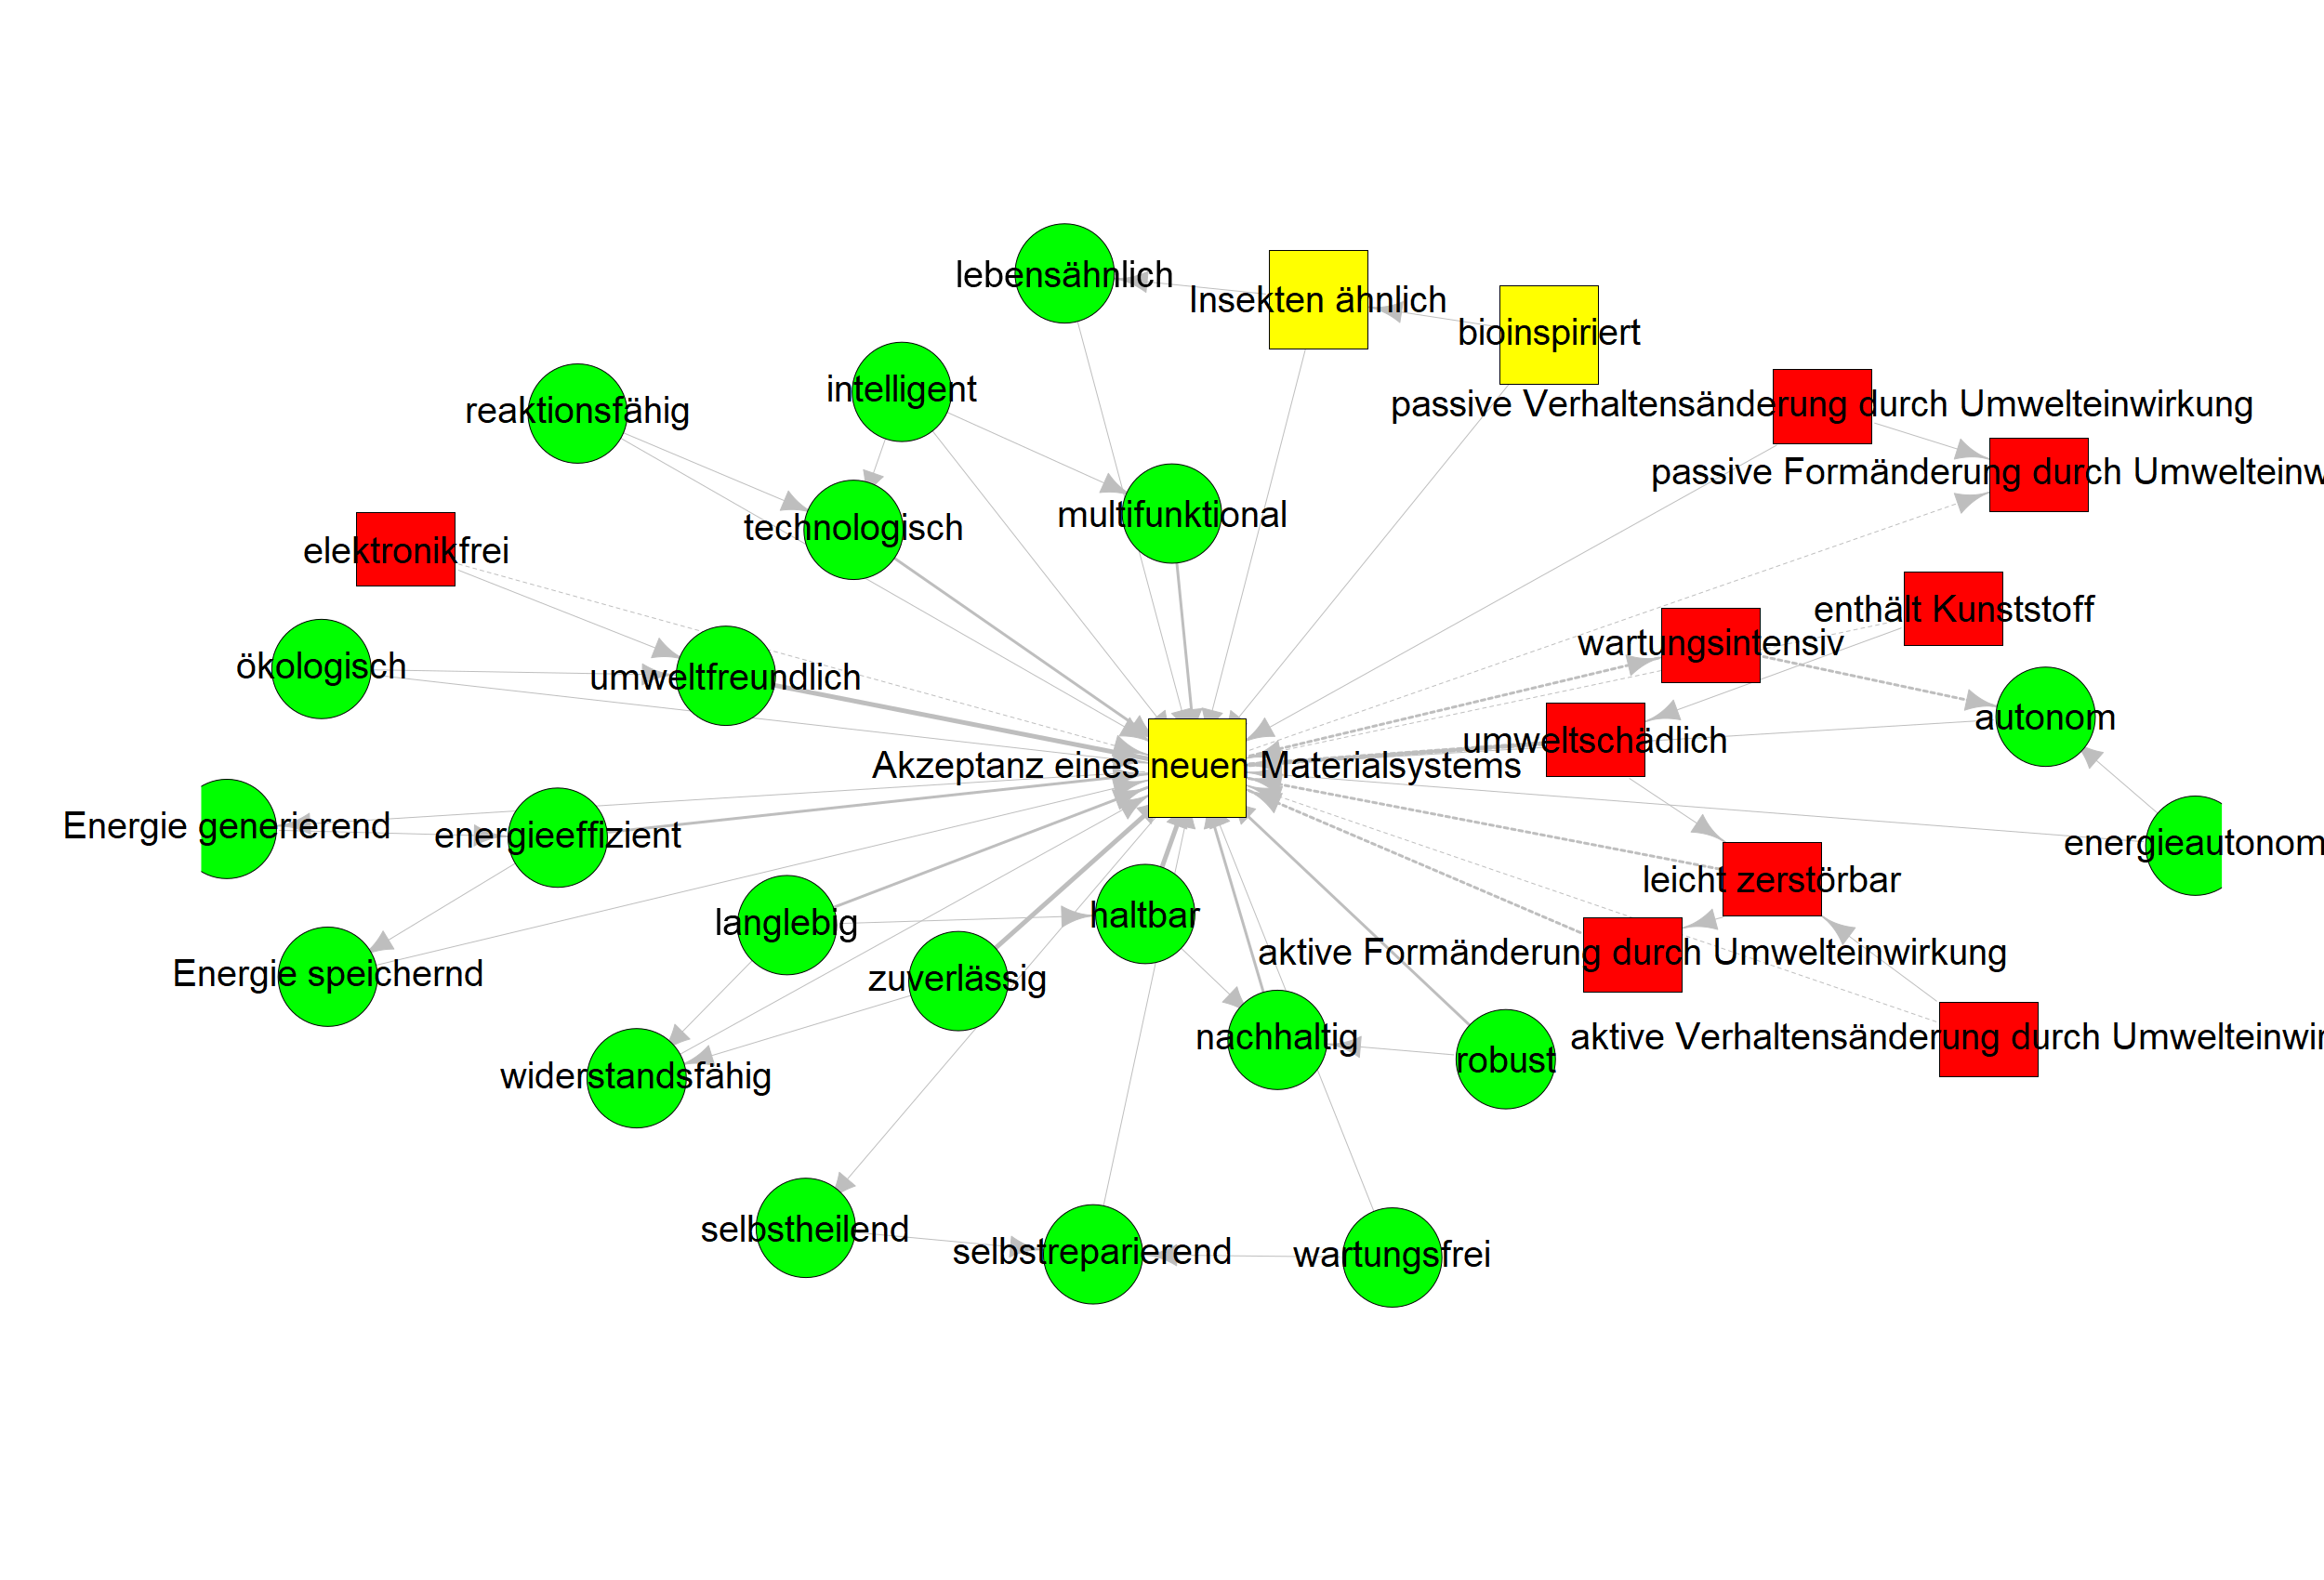 lebensähnlich
Insekten ähnlich
bioinspiriert
intelligent
reaktionsfähig
passive Verhaltensänderung durch Umwelteinwirkung
passive Formänderung durch Umwelteinw
multifunktional
technologisch
elektronikfrei
enthält Kunststoff
wartungsintensiv
ökologisch
umweltfreundlich
autonom
umweltschädlich
Akzeptanz eines neuen Materialsystems
Energie generierend
energieeffizient
energieautonom
leicht zerstörbar
langlebig
haltbar
aktive Formänderung durch Umwelteinwirkung
Energie speichernd
zuverlässig
nachhaltig
aktive Verhaltensänderung durch Umwelteinwir
robust
widerstandsfähig
selbstheilend
selbstreparierend
wartungsfrei